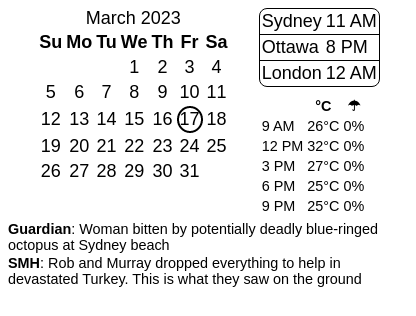 March 2023
Su Mo Tu We Th Fr Sa
1 2 3 4
5 6 7 8 9 10 11
12 13 14 15 16 17 18
19 20 21 22 23 24 25
26 27 28 29 30 31
Sydney 11 AM
Ottawa 8 PM
London 12 AM
°C ☂
9 AM 26°C 0%
12 PM 32°C 0%
3 PM 27°C 0%
6 PM 25°C 0%
9 PM 25°C 0%
Guardian: Woman bitten by potentially deadly blue-ringed
octopus at Sydney beach
SMH: Rob and Murray dropped everything to help in
devastated Turkey. This is what they saw on the ground